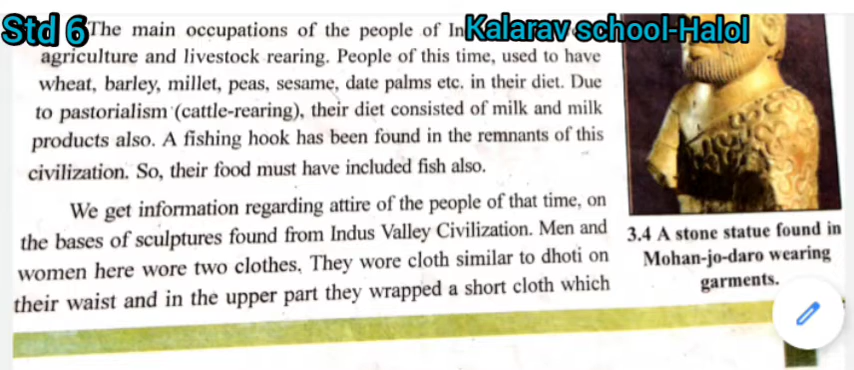 Std 6
Kalarav school-Halol
The main occupations of the people of In
agriculture and livestock rearing. People of this time, used to have
wheat, barley, millet, peas, sesame, date palms etc. in their diet. Due
to pastorialism (cattle-rearing), their diet consisted of milk and milk
products also. A fishing hook has been found in the remnants of this
civilization. So, their food must have included fish also.
We get information regarding attire of the people of that time, on
the bases of sculptures found from Indus Valley Civilization. Men and
women here wore two clothes, They wore cloth similar to dhoti on
their waist and in the upper part they wrapped a short cloth which
3.4 A stone statue found in
Mohan-jo-daro wearing
garments.